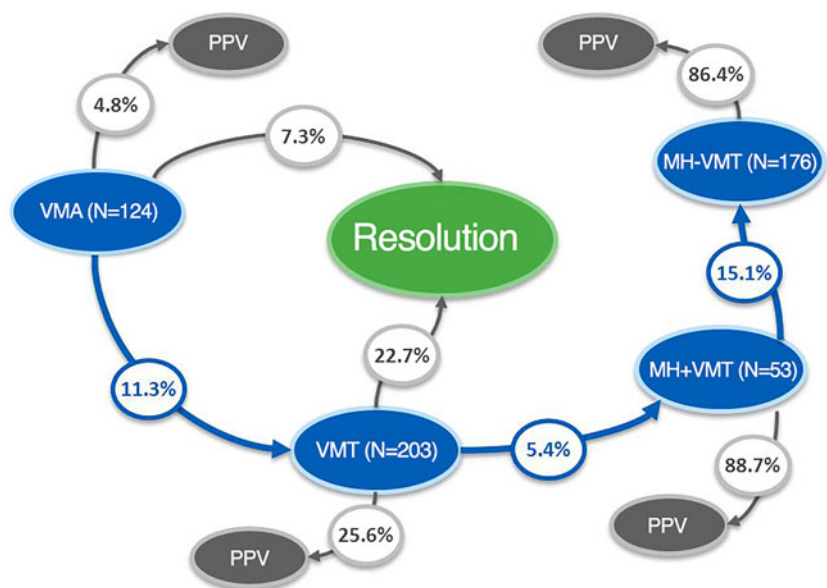 PPV
PPV
4.8%
86.4%
7.3%
MH-VMT (N=176)
VMA (N=124)
Resolution
15.1%
22.7%
MH+VMT (N=53)
11.3%
VMT (N=203)
5.4%
88.7%
PPV
25.6%
PPV